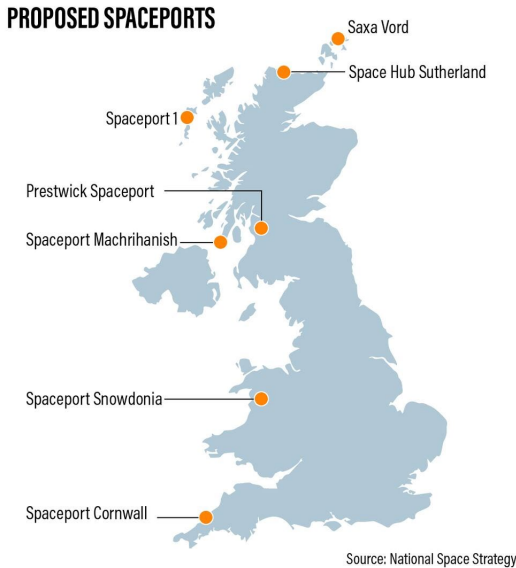 PROPOSED SPACEPORTS
Saxa Vord
Space Hub Sutherland
Spaceport 1
Prestwick Spaceport
Spaceport Machrihanish
Spaceport Snowdonia
Spaceport Cornwall
Source: National Space Strategy